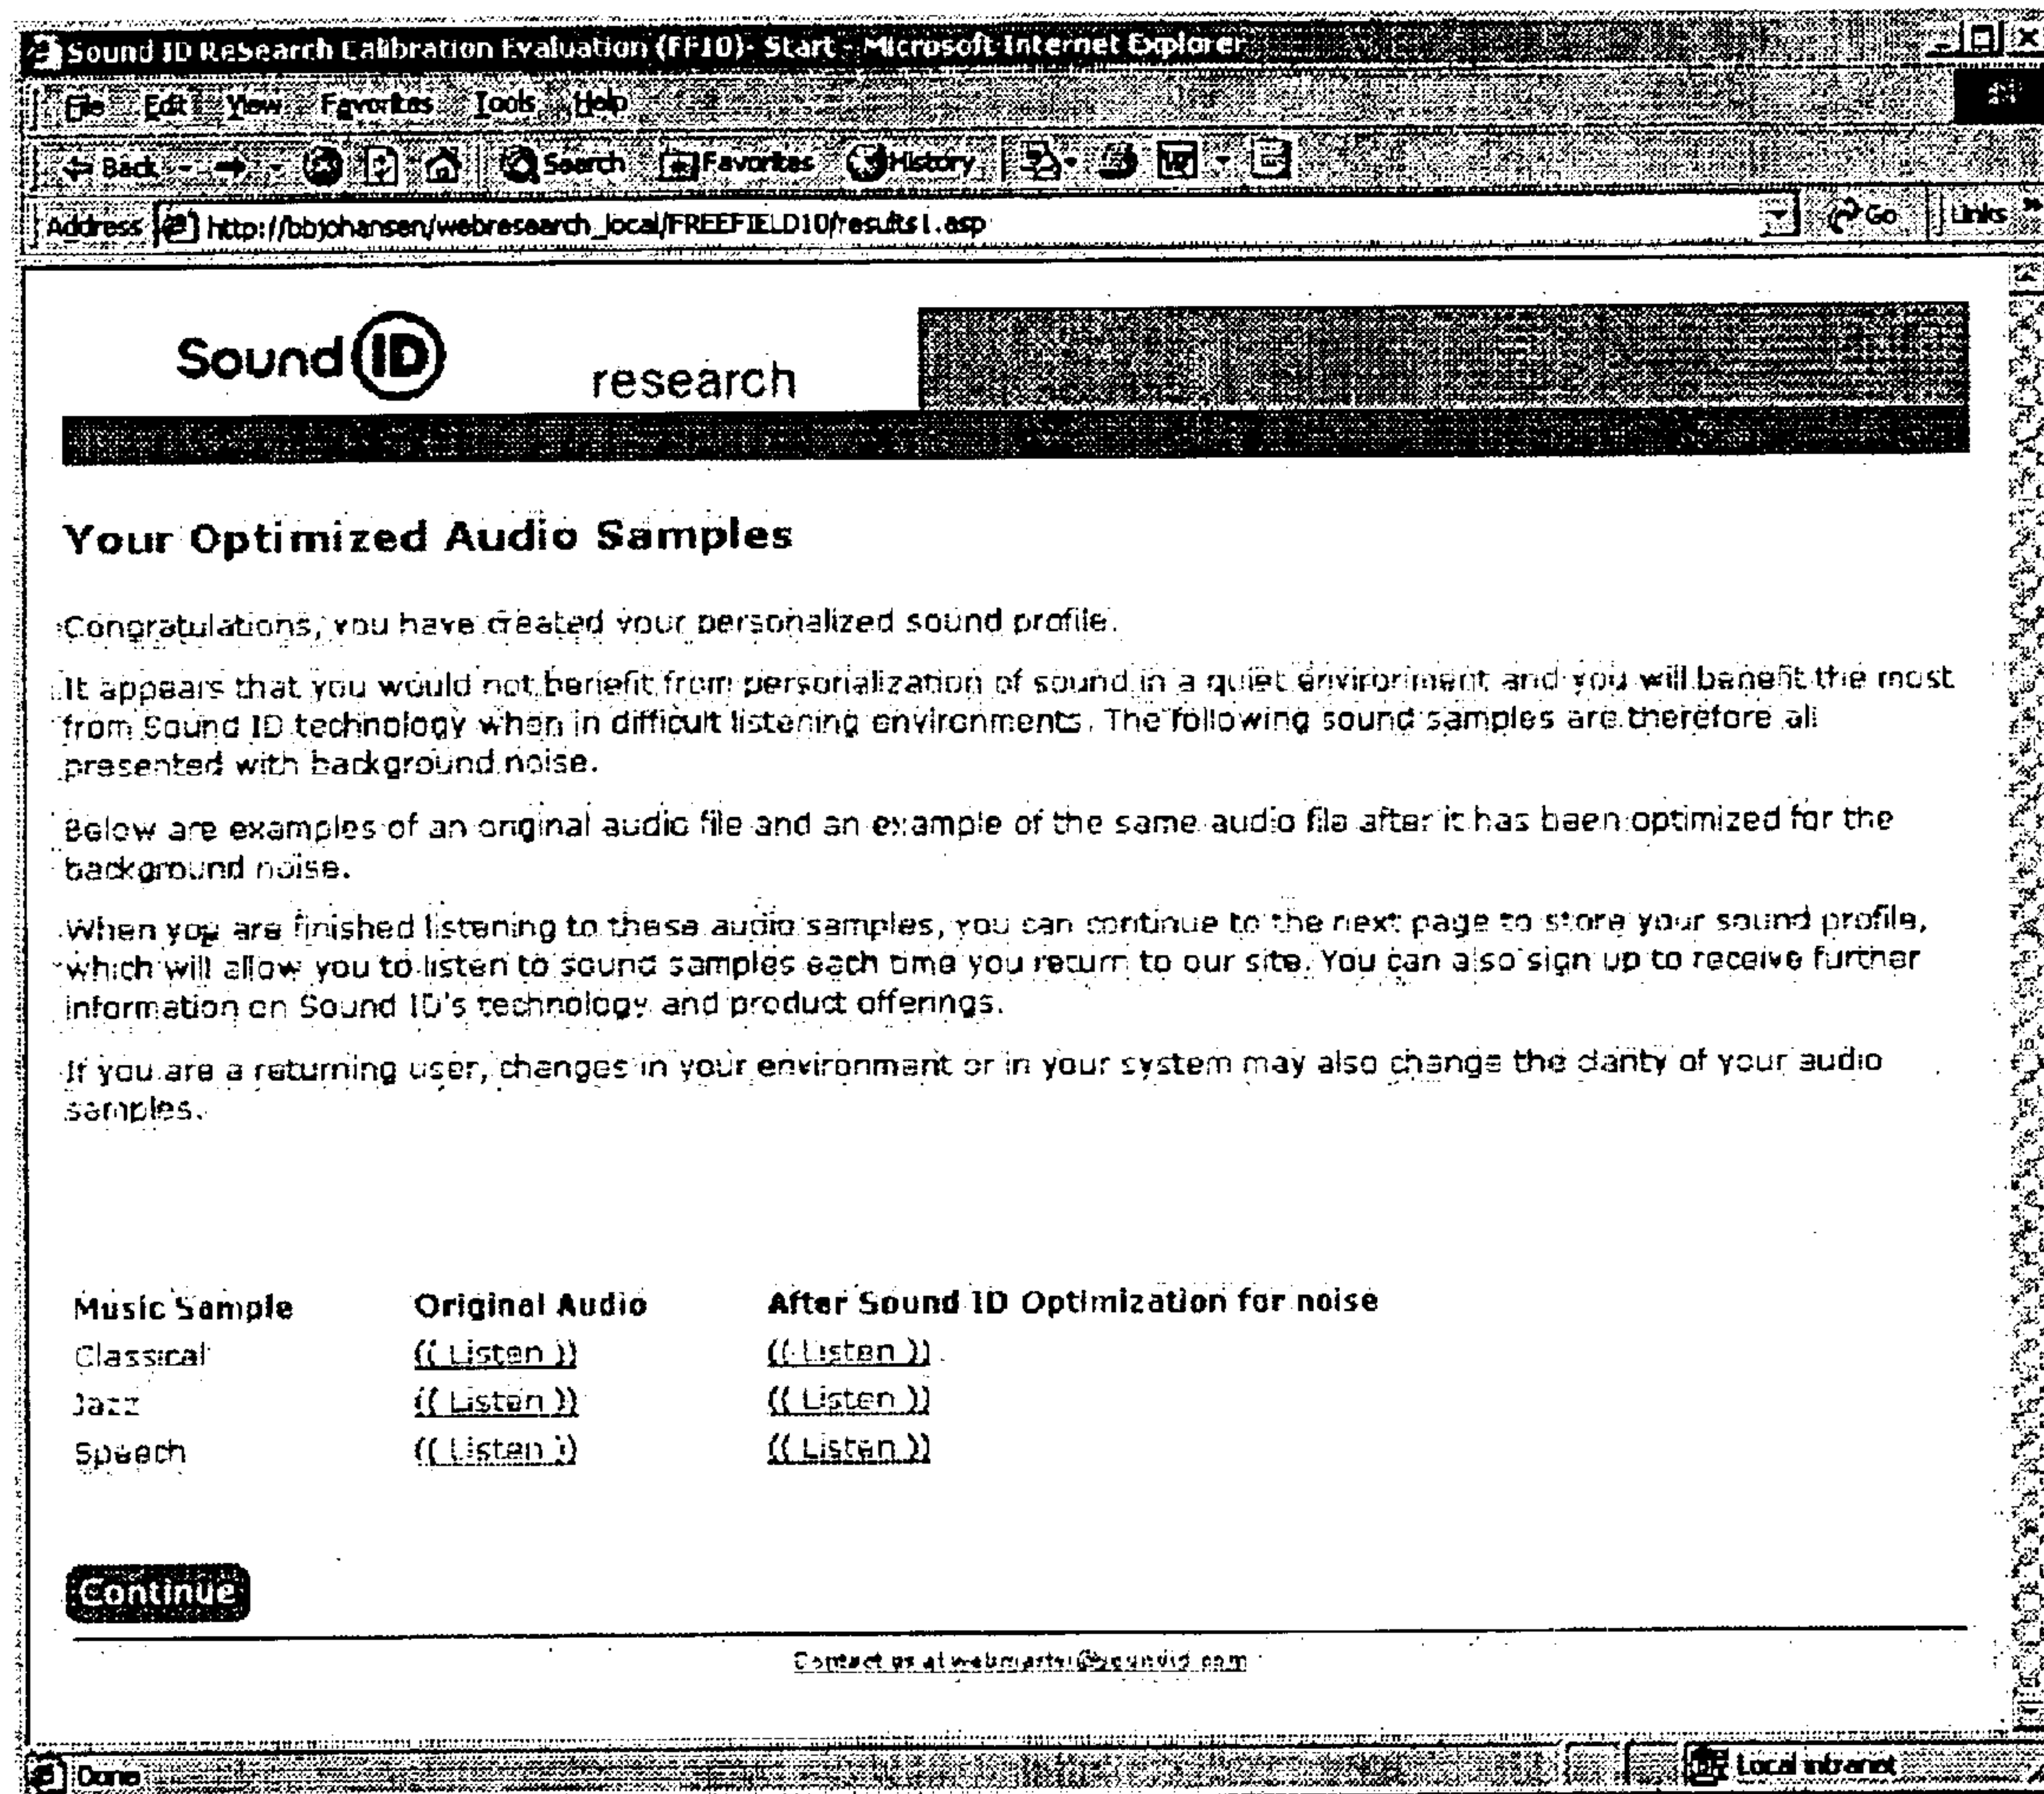 Sound ID ReSearch Calibration Evaluation (FF10)- Start - Microsoft Internet Explorer
File Edit View Favorites Tools Help
Back Search Favorites History
Address http://bbjohansen/webresearch_local/FREEFIELD10/results1.asp Go Links »
Sound ID research
Your Optimized Audio Samples
Congratulations, you have created your personalized sound profile.
It appears that you would not benefit from personalization of sound in a quiet environment and you will benefit the most
from Sound ID technology when in difficult listening environments. The following sound samples are therefore all
presented with background noise.
Below are examples of an original audio file and an example of the same audio file after it has been optimized for the
background noise.
When you are finished listening to these audio samples, you can continue to the next page to store your sound profile,
which will allow you to listen to sound samples each time you return to our site. You can also sign up to receive further
information on Sound ID's technology and product offerings.
If you are a returning user, changes in your environment or in your system may also change the clarity of your audio
samples.
Music Sample Original Audio After Sound ID Optimization for noise
Classical (( Listen )) (( Listen ))
Jazz (( Listen )) (( Listen ))
Speech (( Listen )) (( Listen ))
Continue
Contact us at webmaster@soundid.com
Done Local intranet